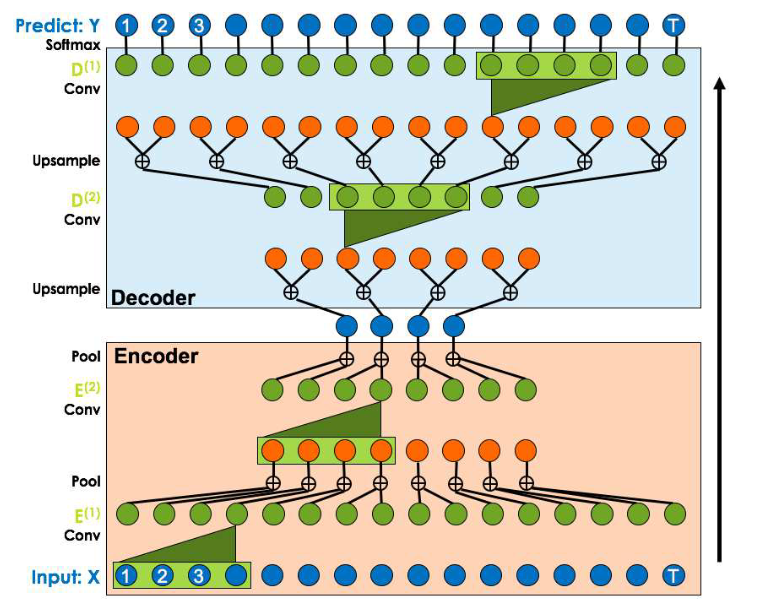 Predict: Y 1 2 3 T
Softmax
D(1)
Conv
Upsample
D(2)
Conv
Upsample
Decoder
Pool Encoder
E(2)
Conv
Pool
E(1)
Conv
Input: X 1 2 3 T